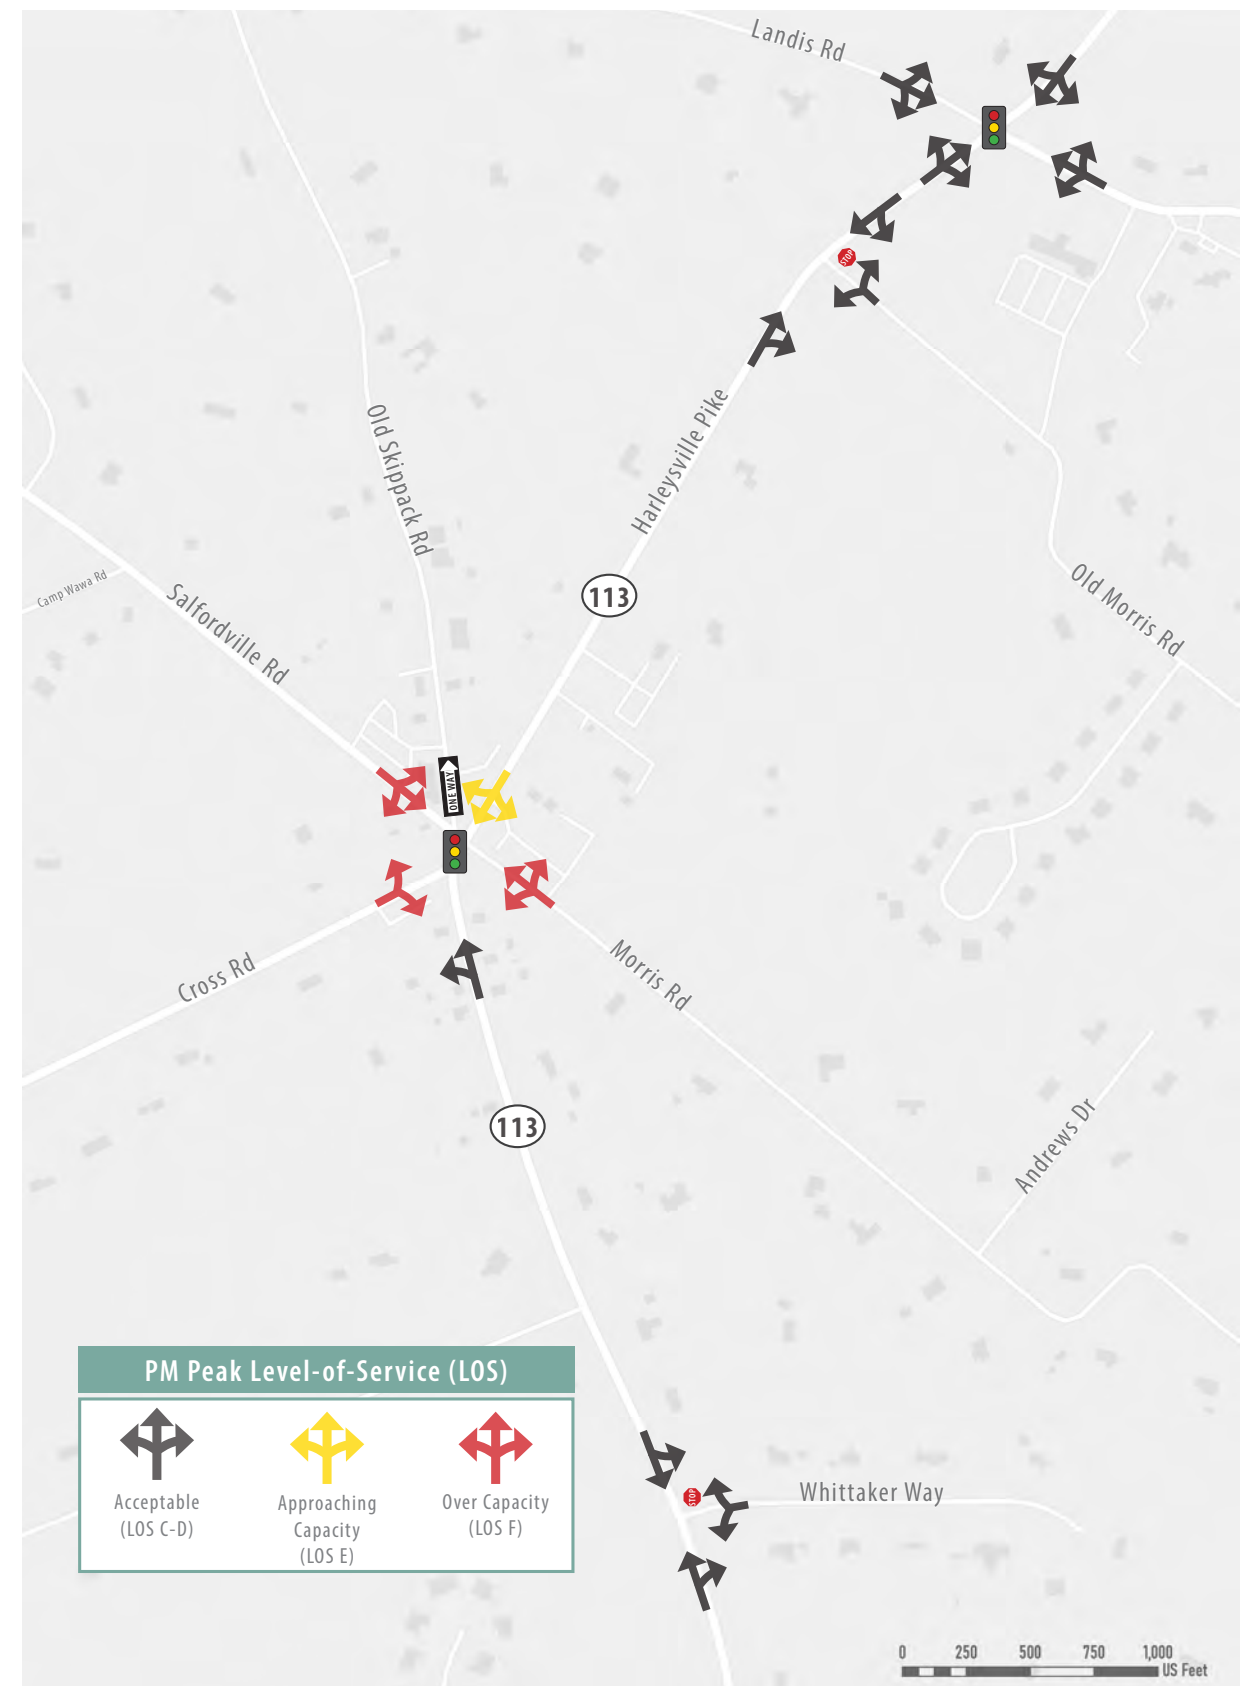 Landis Rd
STOP
Harleysville Pike
Old Skippack Rd
113
Old Morris Rd
Camp Wawa Rd
Salfordville Rd
ONE WAY
Cross Rd
Morris Rd
113
Andrews Dr
PM Peak Level-of-Service (LOS)
Acceptable
(LOS C-D)
Approaching
Capacity
(LOS E)
Over Capacity
(LOS F)
STOP
Whittaker Way
0 250 500 750 1,000
US Feet